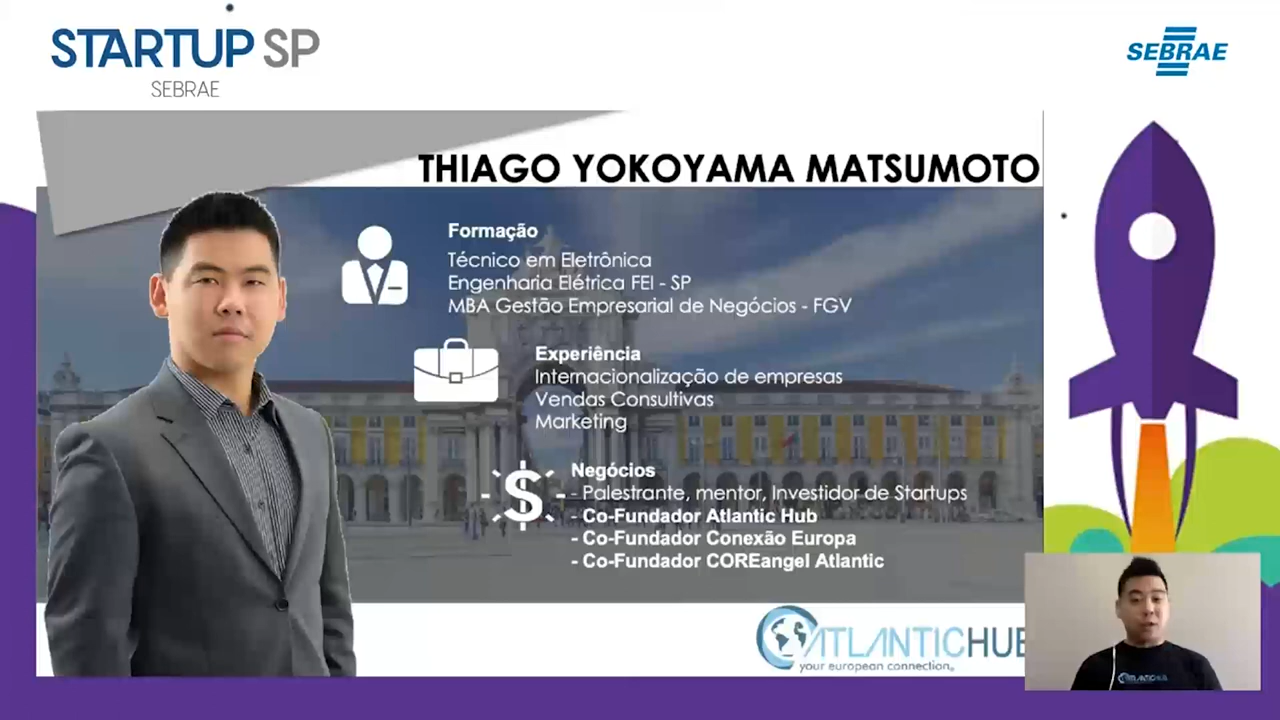 STARTUP SP
SEBRAE
SEBRAE
THIAGO YOKOYAMA MATSUMOTO
Formação
Técnico em Eletrônica
Engenharia Elétrica FEI - SP
MBA Gestão Empresarial de Negócios - FGV
Experiência
Internacionalização de empresas
Vendas Consultivas
Marketing
Negócios
- Palestrante, mentor, Investidor de Startups
- Co-Fundador Atlantic Hub
- Co-Fundador Conexão Europa
- Co-Fundador COREangel Atlantic
ATLANTICHUB
your european connection.
ATLANTICHUB